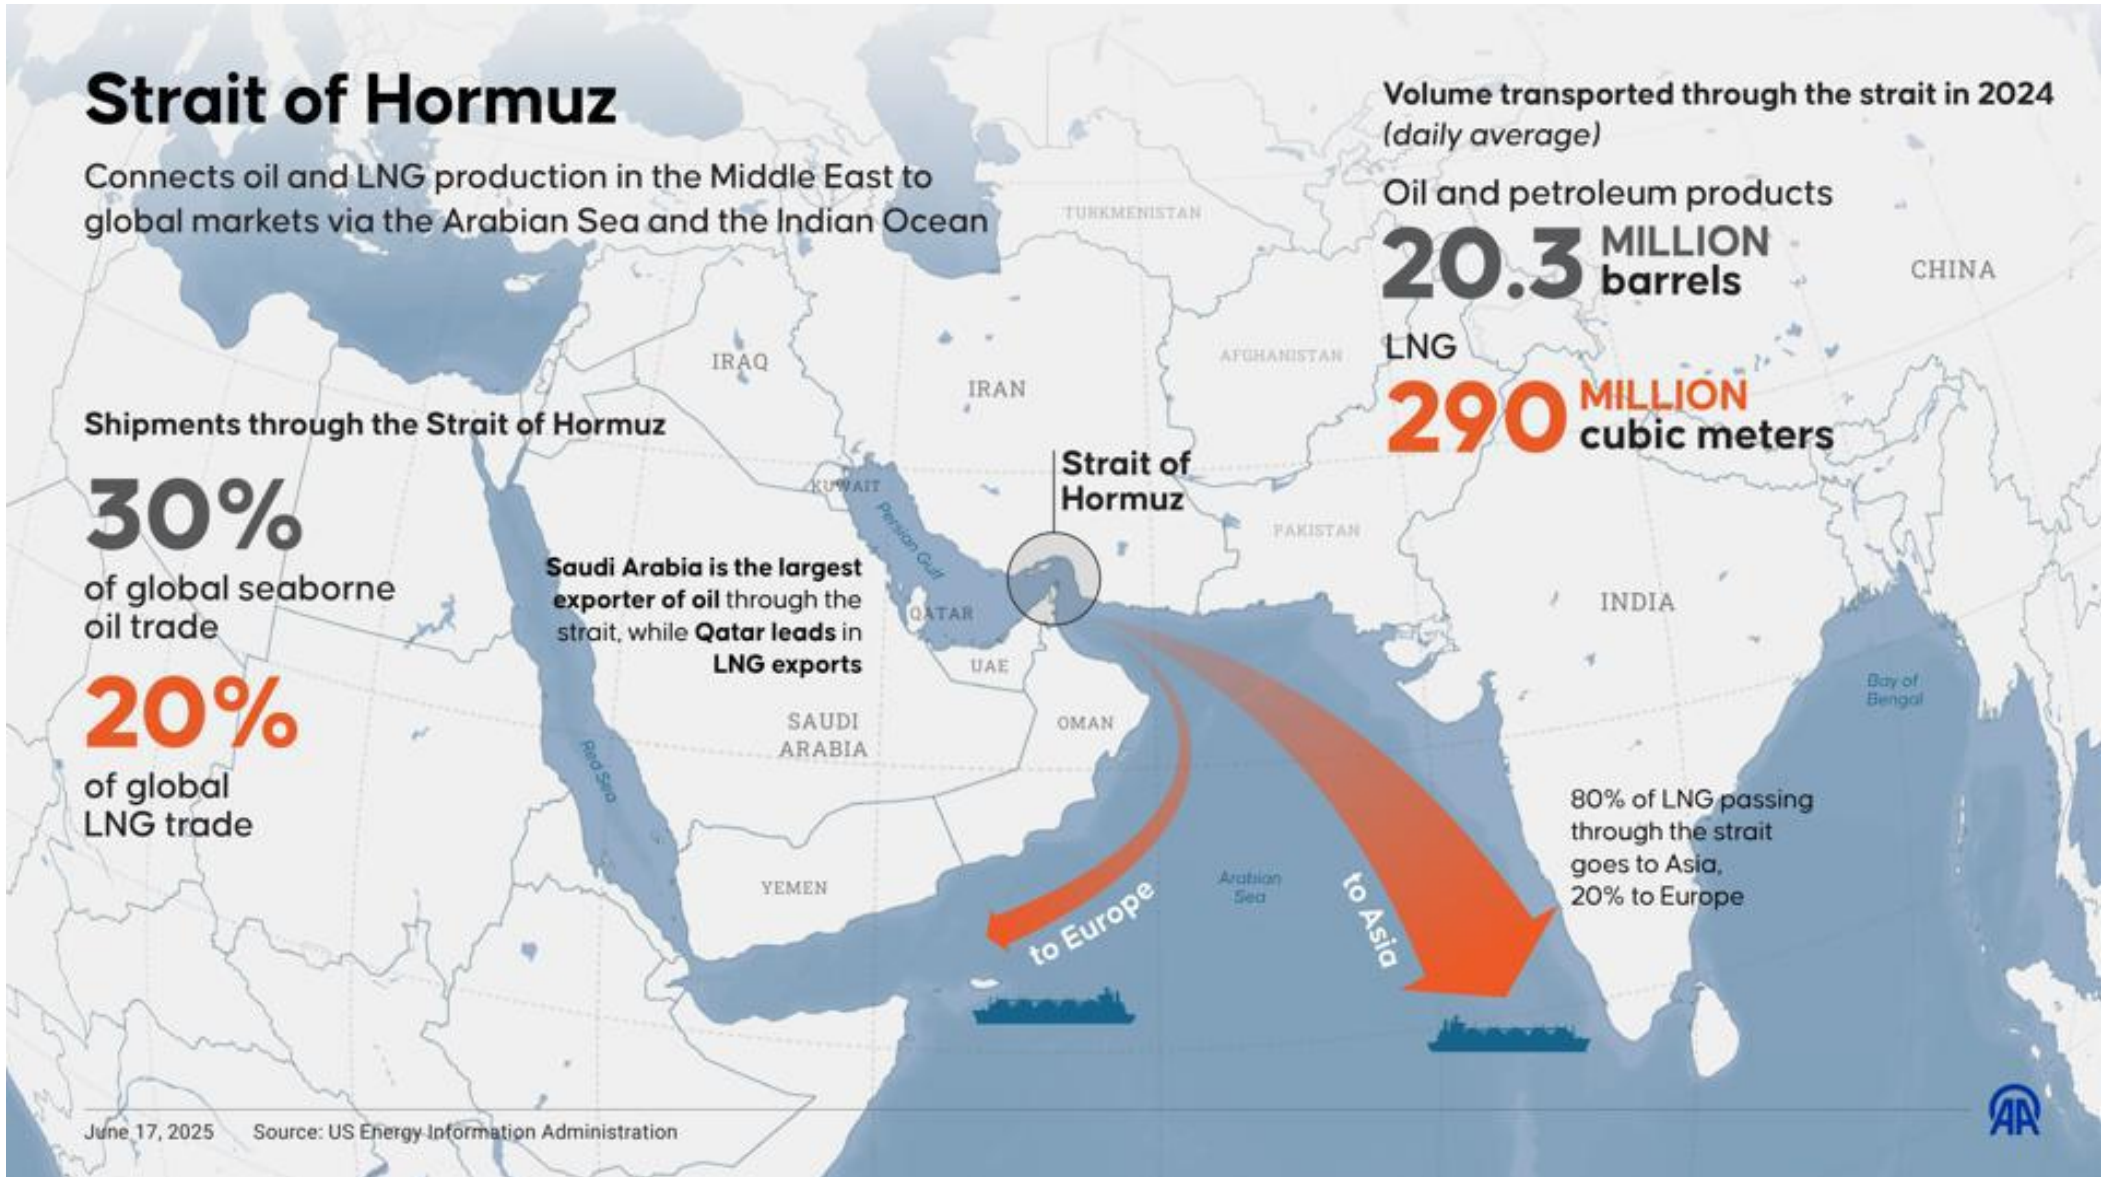 Strait of Hormuz
Connects oil and LNG production in the Middle East to
global markets via the Arabian Sea and the Indian Ocean
Volume transported through the strait in 2024
(daily average)
Oil and petroleum products
20.3 MILLION
barrels
LNG
290 MILLION
cubic meters
Shipments through the Strait of Hormuz
30%
of global seaborne
oil trade
20%
of global
LNG trade
Saudi Arabia is the largest
exporter of oil through the
strait, while Qatar leads in
LNG exports
Strait of
Hormuz
TURKMENISTAN
CHINA
IRAQ
IRAN
AFGHANISTAN
KUWAIT
Persian Gulf
PAKISTAN
QATAR
INDIA
UAE
SAUDI
ARABIA
OMAN
Red Sea
YEMEN
Arabian
Sea
Bay of
Bengal
to Europe
to Asia
80% of LNG passing
through the strait
goes to Asia,
20% to Europe
June 17, 2025 Source: US Energy Information Administration
AA